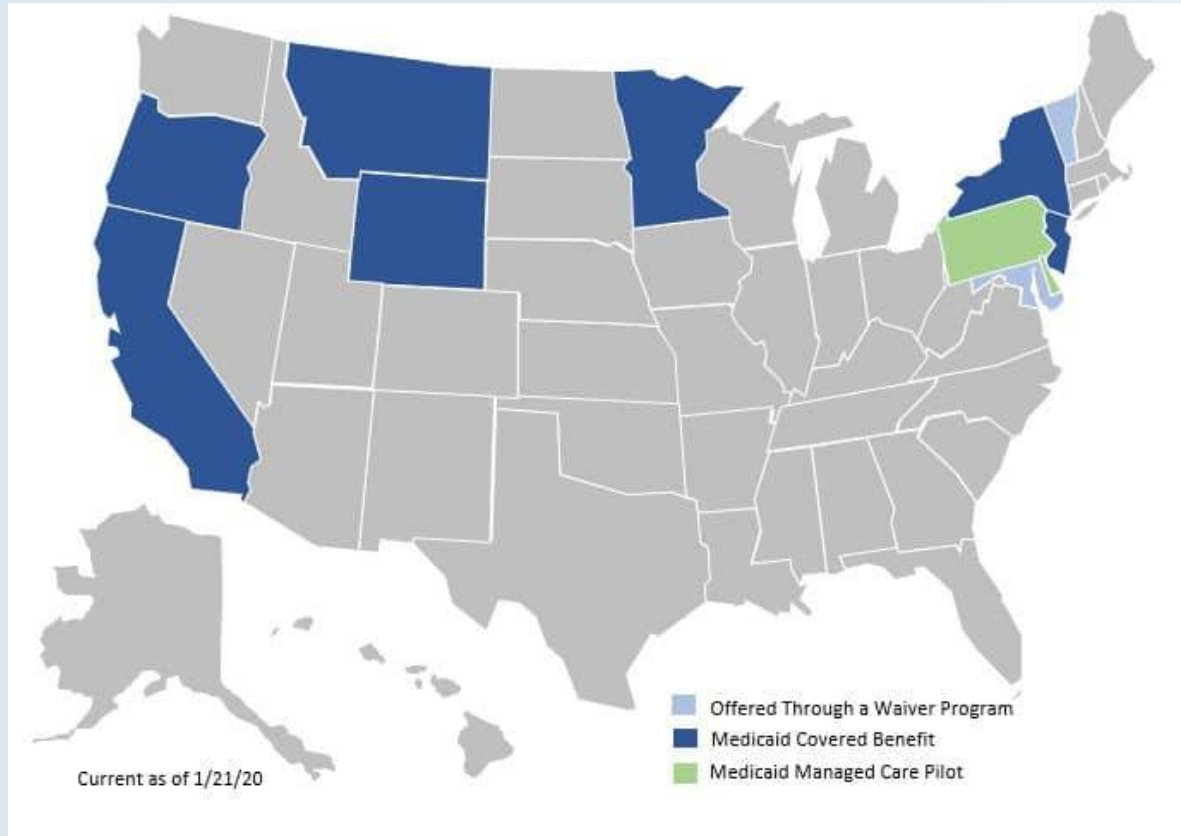 Offered Through a Waiver Program
Medicaid Covered Benefit
Medicaid Managed Care Pilot
Current as of 1/21/20